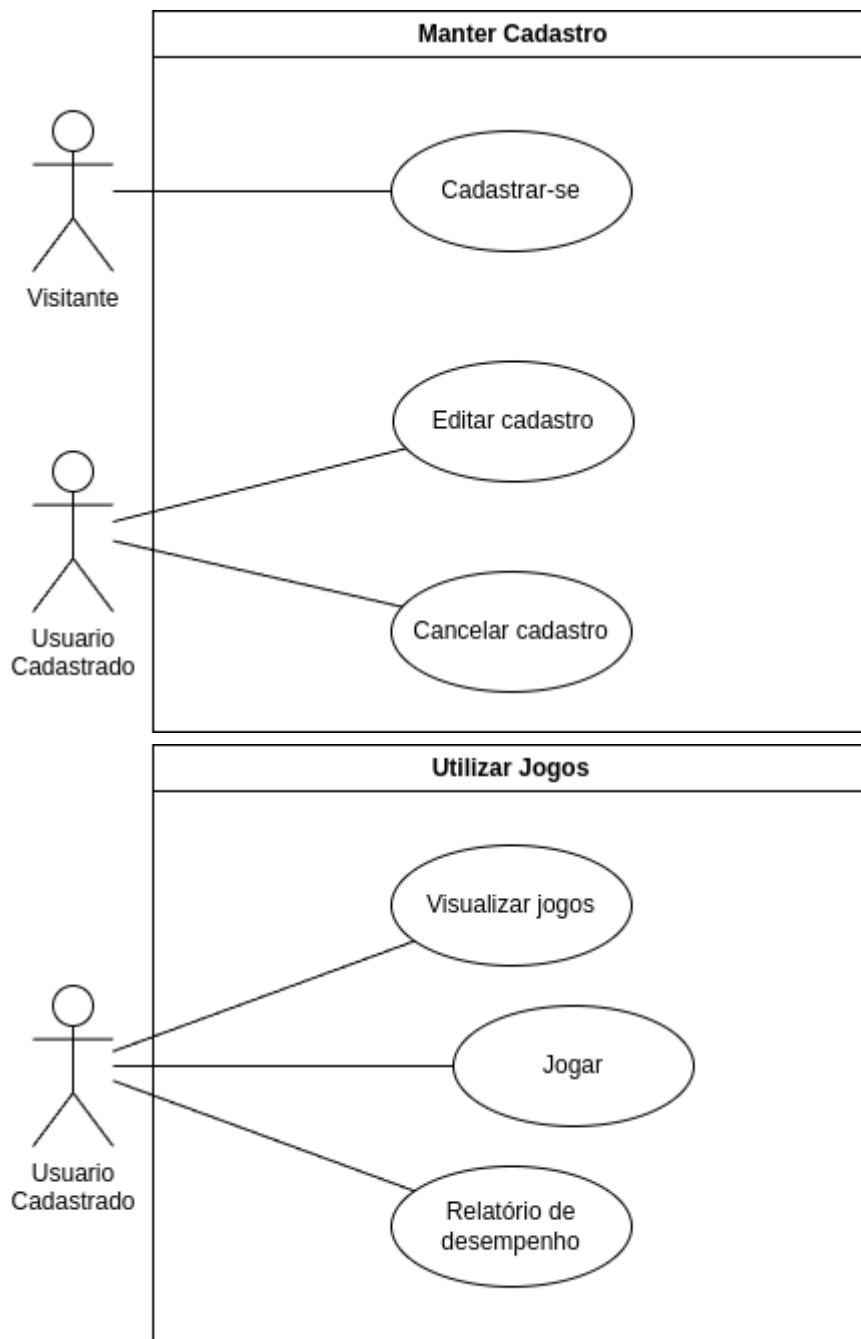 Manter Cadastro
Cadastrar-se
Visitante
Editar cadastro
Usuario
Cadastrado
Cancelar cadastro
Utilizar Jogos
Visualizar jogos
Jogar
Usuario
Cadastrado
Relatório de
desempenho